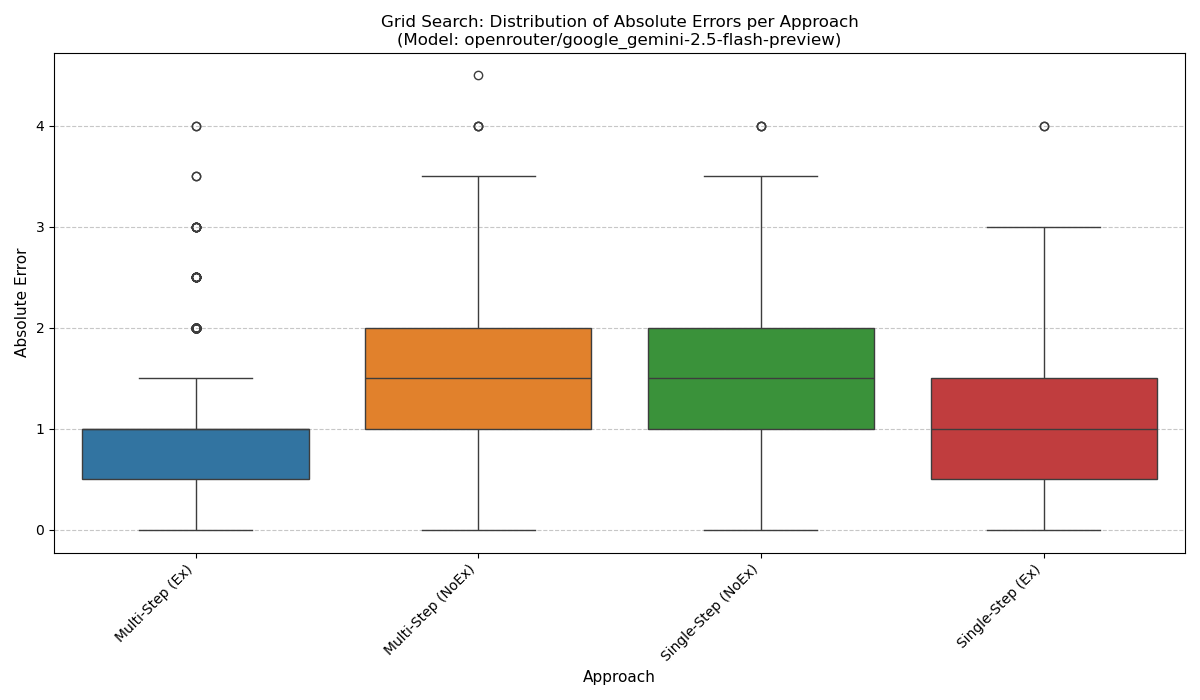 Grid Search: Distribution of Absolute Errors per Approach
(Model: openrouter/google_gemini-2.5-flash-preview)
Absolute Error
4
3
2
1
0
Multi-Step (Ex)
Multi-Step (NoEx)
Single-Step (NoEx)
Single-Step (Ex)
Approach